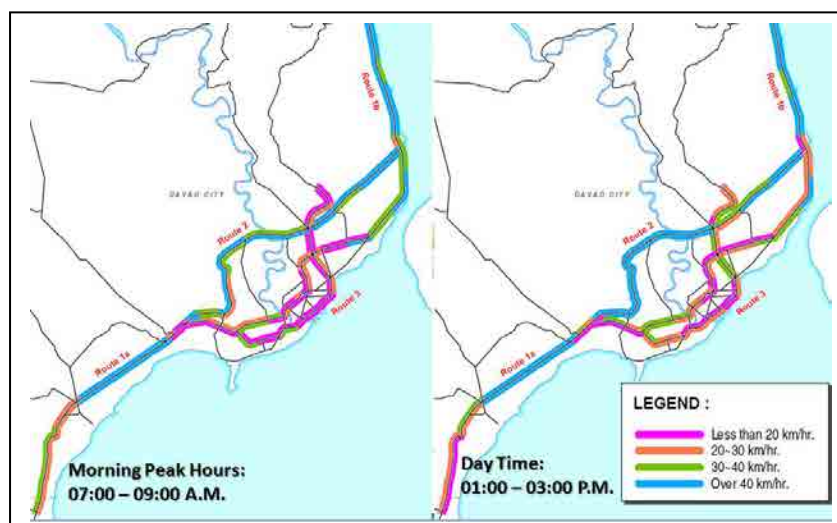 Route 1b
DAVAO CITY
Route 2
Route 3
Route 1a
Morning Peak Hours:
07:00 – 09:00 A.M.
Route 1b
DAVAO CITY
Route 2
Route 3
Route 1a
Day Time:
01:00 – 03:00 P.M.
LEGEND :
Less than 20 km/hr.
20~30 km/hr.
30~40 km/hr.
Over 40 km/hr.